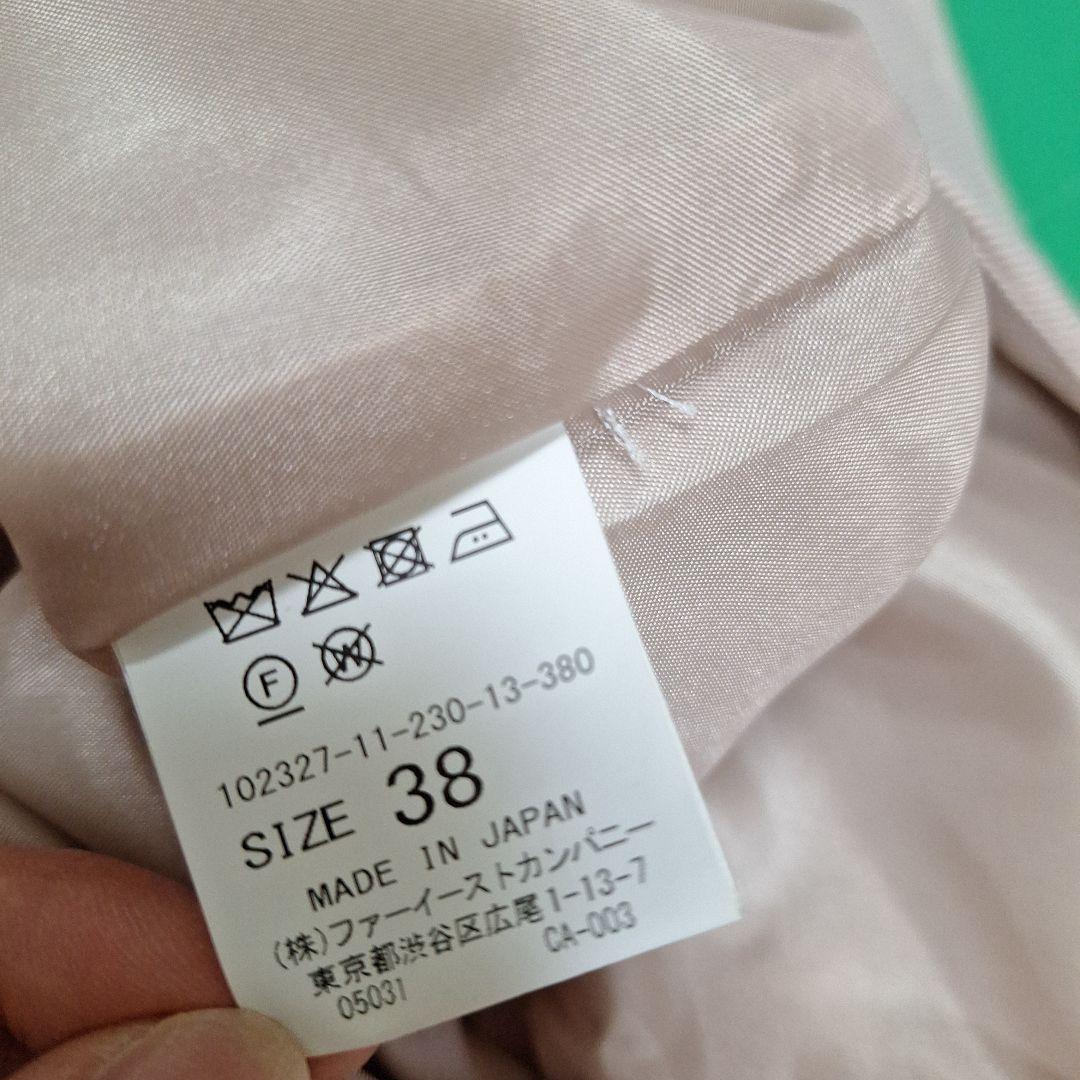 F
W
102327-11-230-13-380
SIZE 38
MADE IN JAPAN
(株)ファーイーストカンパニー
東京都渋谷区広尾1-13-7
05031 CA-003